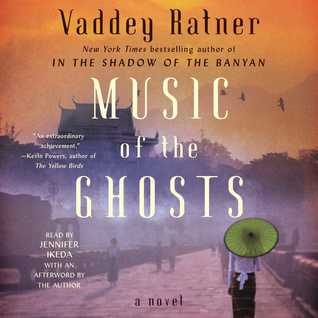 Vaddey Ratner
New York Times bestselling author of
IN THE SHADOW OF THE BANYAN
MUSIC
of the
GHOSTS
"An extraordinary
achievement."
—Kevin Powers, author of
The Yellow Birds
READ BY
JENNIFER
IKEDA
WITH AN
AFTERWORD BY
THE AUTHOR
a novel